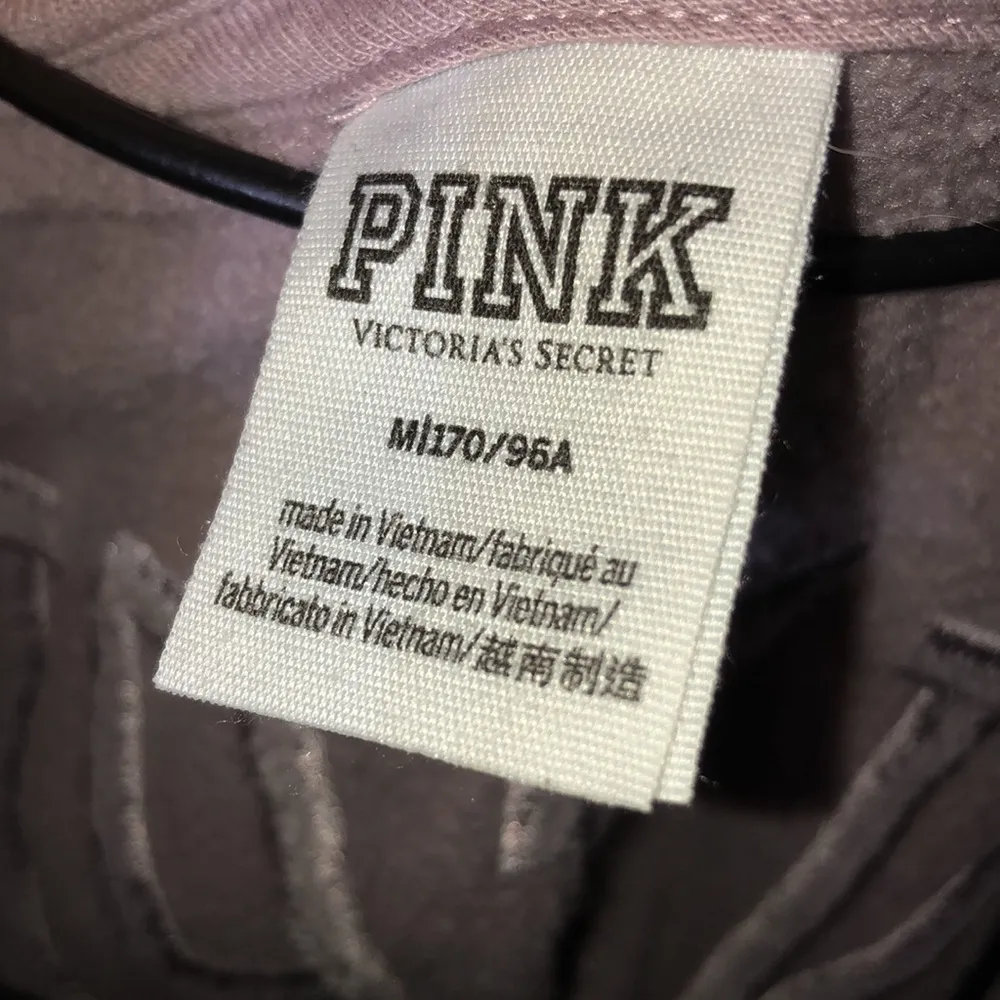 PINK
VICTORIA'S SECRET
M|170/96A
made in Vietnam/fabriqué au
Vietnam/hecho en Vietnam/
fabbricato in Vietnam/越南制造